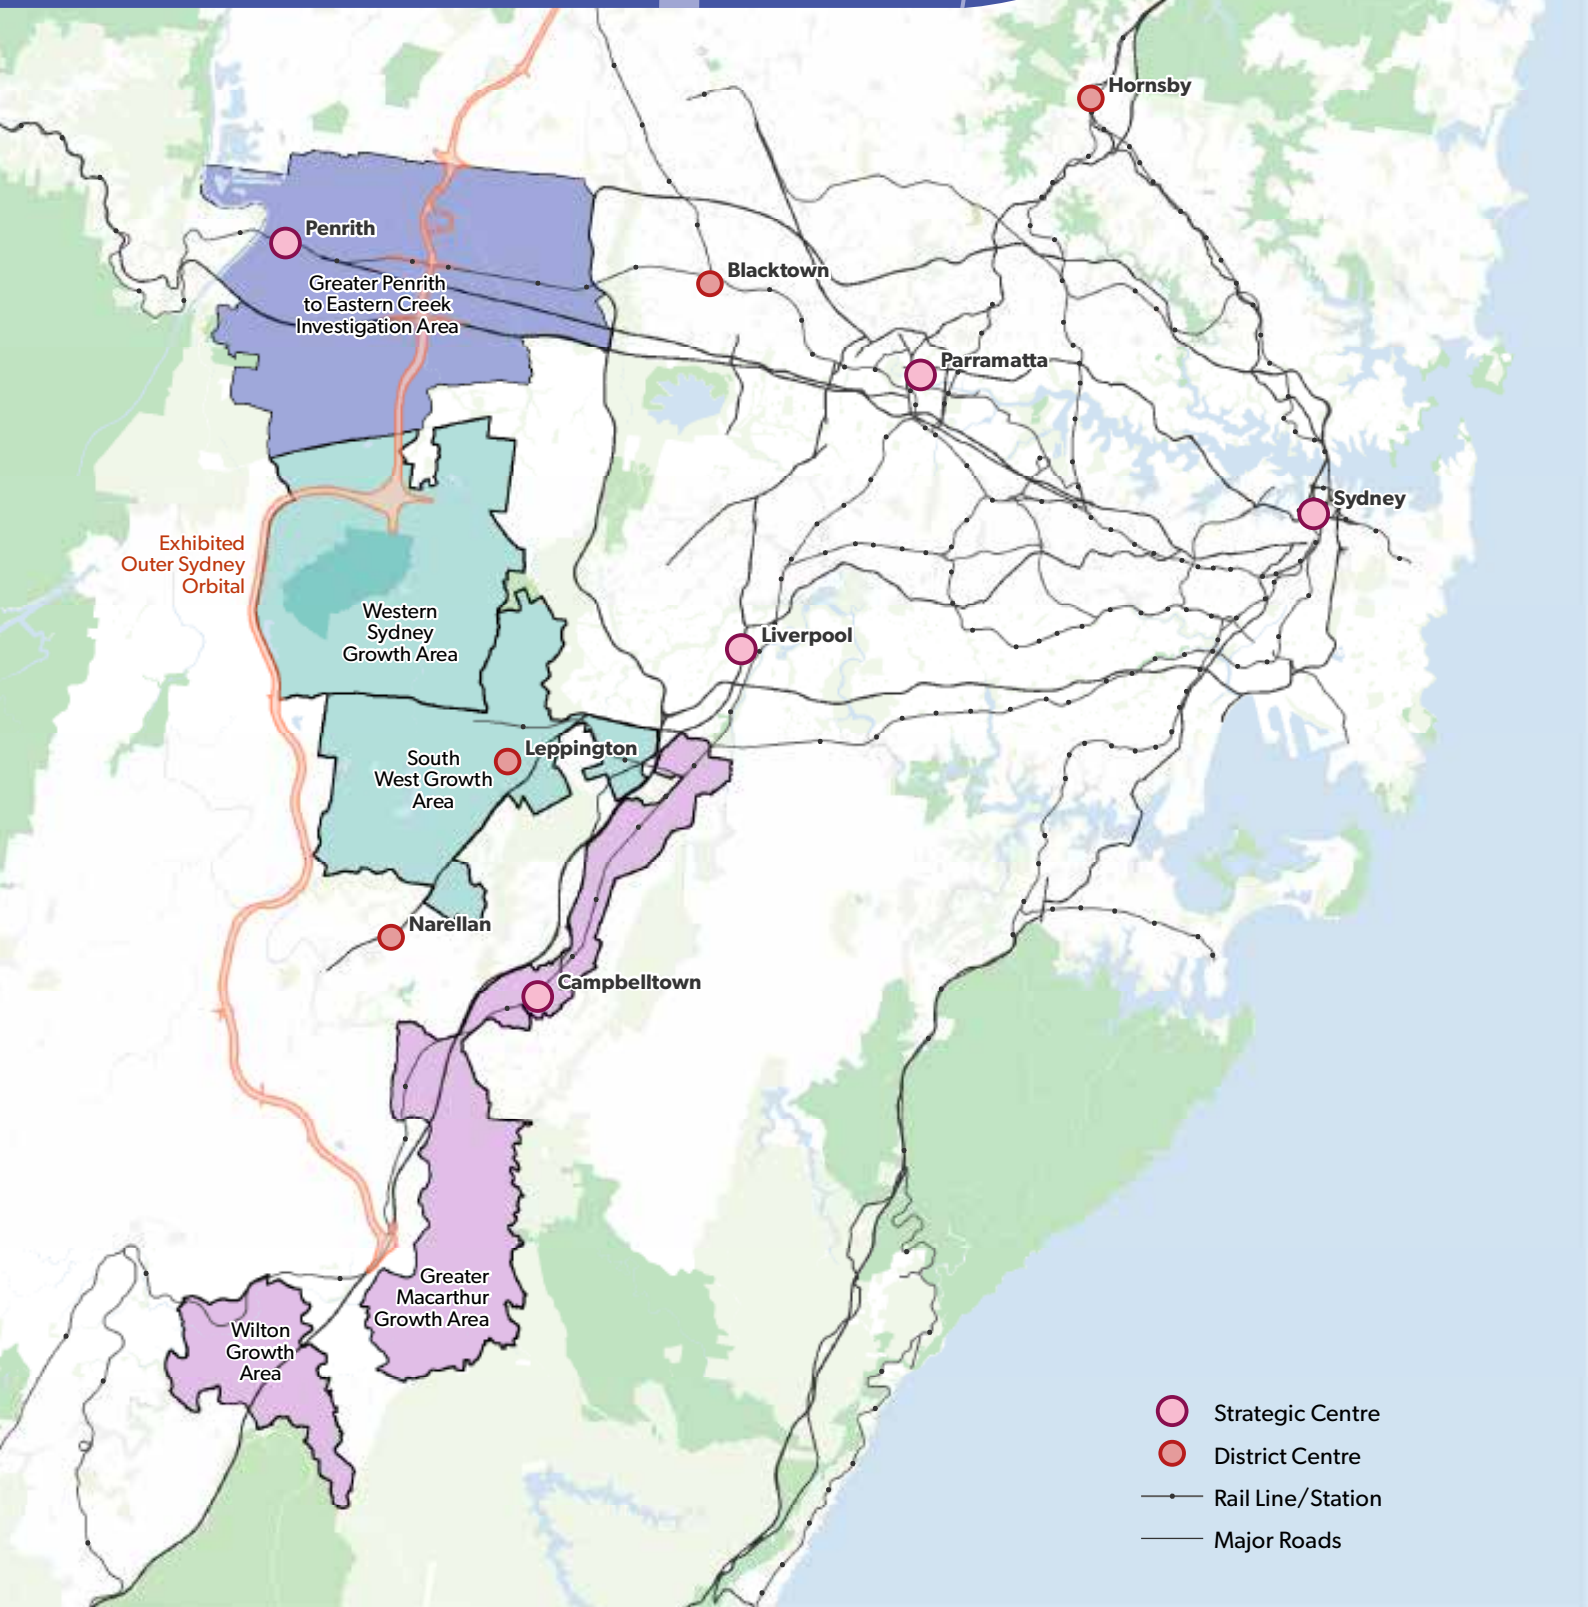 Hornsby
Penrith
Blacktown
Greater Penrith
to Eastern Creek
Investigation Area
Parramatta
Sydney
Exhibited
Outer Sydney
Orbital
Western
Sydney
Growth Area
Liverpool
Leppington
South
West Growth
Area
Narellan
Campbelltown
Greater
Macarthur
Growth Area
Wilton
Growth
Area
Strategic Centre
District Centre
Rail Line/Station
Major Roads